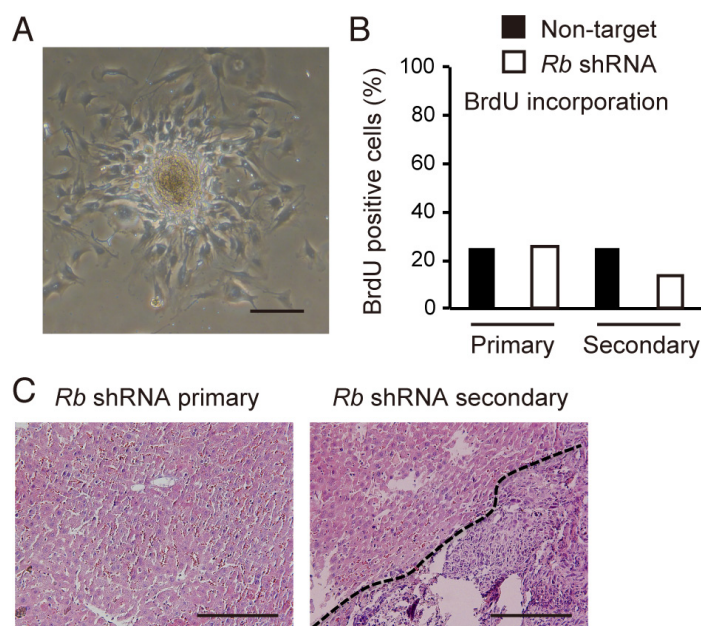 A
B
Non-target
Rb shRNA
BrdU incorporation
BrdU positive cells (%)
100
80
60
40
20
0
Primary
Secondary
C
Rb shRNA primary
Rb shRNA secondary